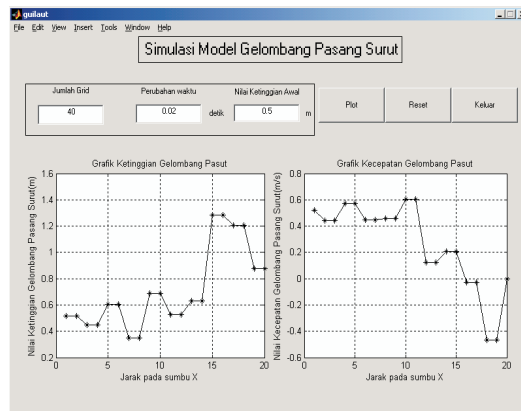 guilaut
File Edit View Insert Tools Window Help
Simulasi Model Gelombang Pasang Surut
Jumlah Grid
40
Perubahan waktu
0.02
detik
Nilai Ketinggian Awal
0.5
m
Plot
Reset
Keluar
Grafik Ketinggian Gelombang Pasut
Nilai Ketinggian Gelombang Pasang Surut(m)
1.6
1.4
1.2
1
0.8
0.6
0.4
0.2
0 5 10 15 20
Jarak pada sumbu X
Grafik Kecepatan Gelombang Pasut
Nilai Kecepatan Gelombang Pasang Surut(m/s)
0.8
0.6
0.4
0.2
0
-0.2
-0.4
-0.6
0 5 10 15 20
Jarak pada sumbu X